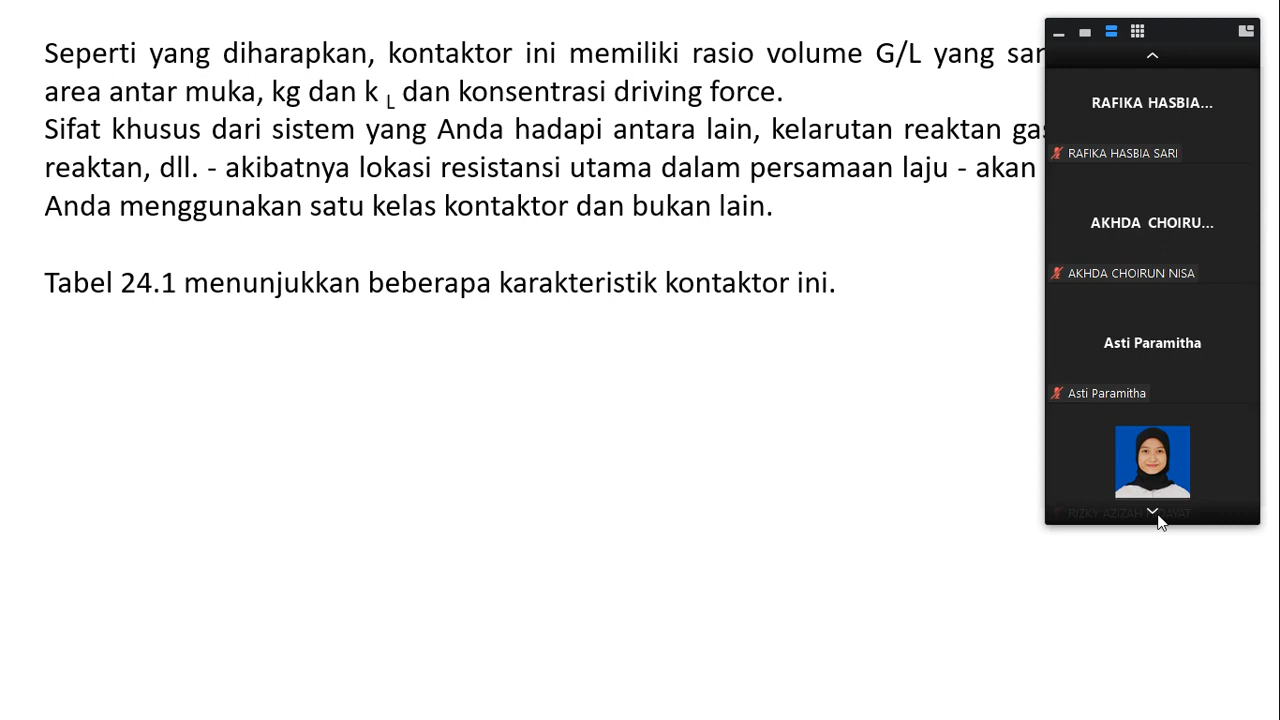 Seperti yang diharapkan, kontaktor ini memiliki rasio volume G/L yang
area antar muka, kg dan k L dan konsentrasi driving force.
Sifat khusus dari sistem yang Anda hadapi antara lain, kelarutan reaktan
reaktan, dll. - akibatnya lokasi resistansi utama dalam persamaan laju - akan
Anda menggunakan satu kelas kontaktor dan bukan lain.
Tabel 24.1 menunjukkan beberapa karakteristik kontaktor ini.
RAFIKA HASBIA...
RAFIKA HASBIA SARI
AKHDA CHOIRU...
AKHDA CHOIRUN NISA
Asti Paramitha
Asti Paramitha
RIZKY AZIZAH